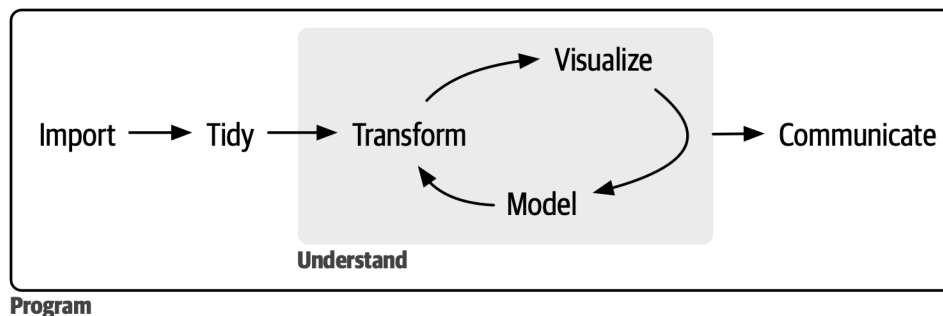 Visualize
Import
Tidy
Transform
Communicate
Model
Understand
Program